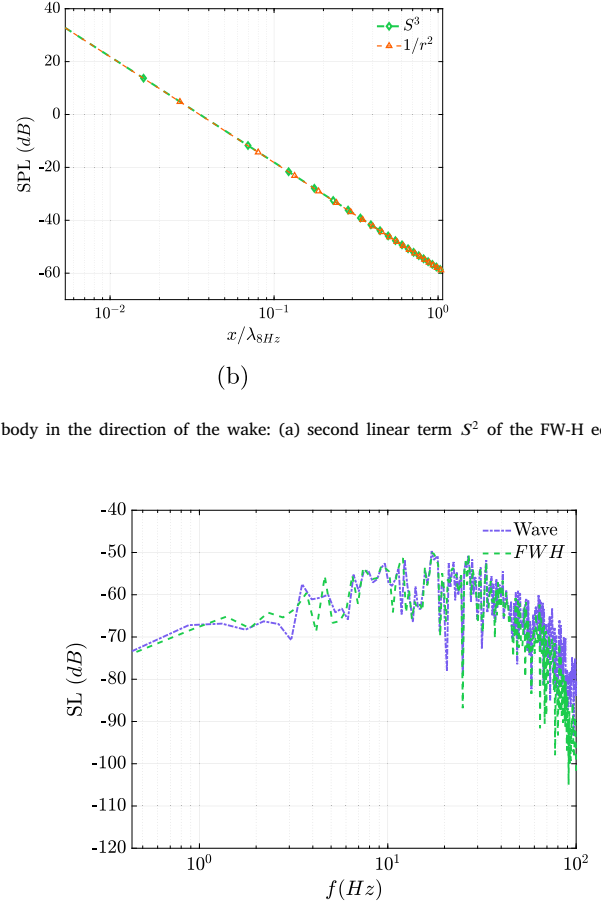 40
20
0
-20
-40
-60
SPL (dB)
S³
1/r²
10⁻²
10⁻¹
10⁰
x/λ₈Hz
(b)
body in the direction of the wake: (a) second linear term S² of the FW-H e
-40
-50
-60
-70
-80
-90
-100
-110
-120
SL (dB)
Wave
FWH
10⁰
10¹
10²
f(Hz)